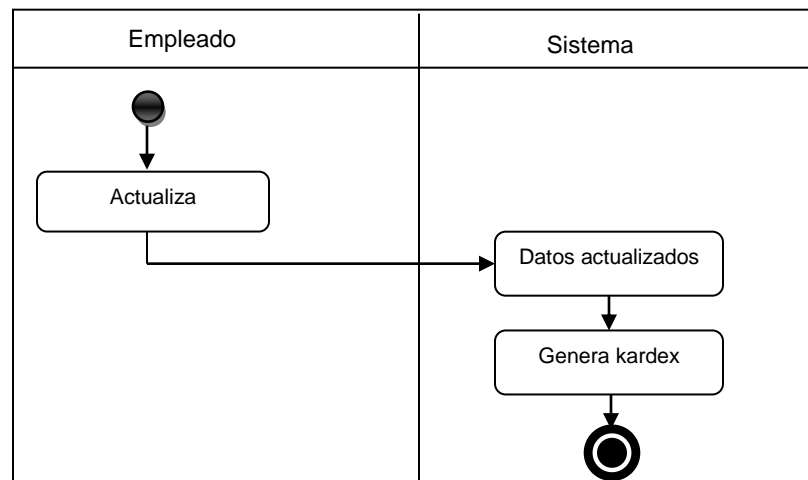 Empleado
Sistema
Actualiza
Datos actualizados
Genera kardex